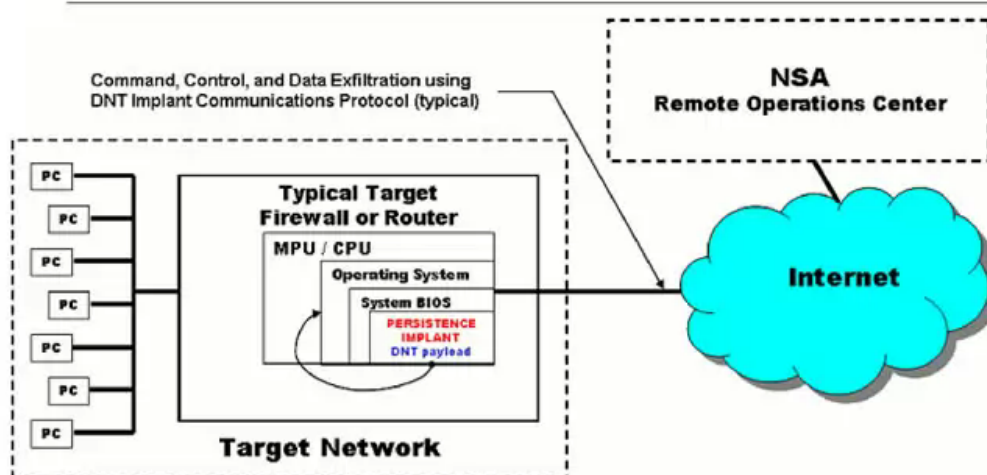 NSA
Remote Operations Center
Command, Control, and Data Exfiltration using
DNT Implant Communications Protocol (typical)
PC
PC
PC
PC
PC
PC
PC
Typical Target
Firewall or Router
MPU / CPU
Operating System
System BIOS
PERSISTENCE
IMPLANT
DNT payload
Internet
Target Network